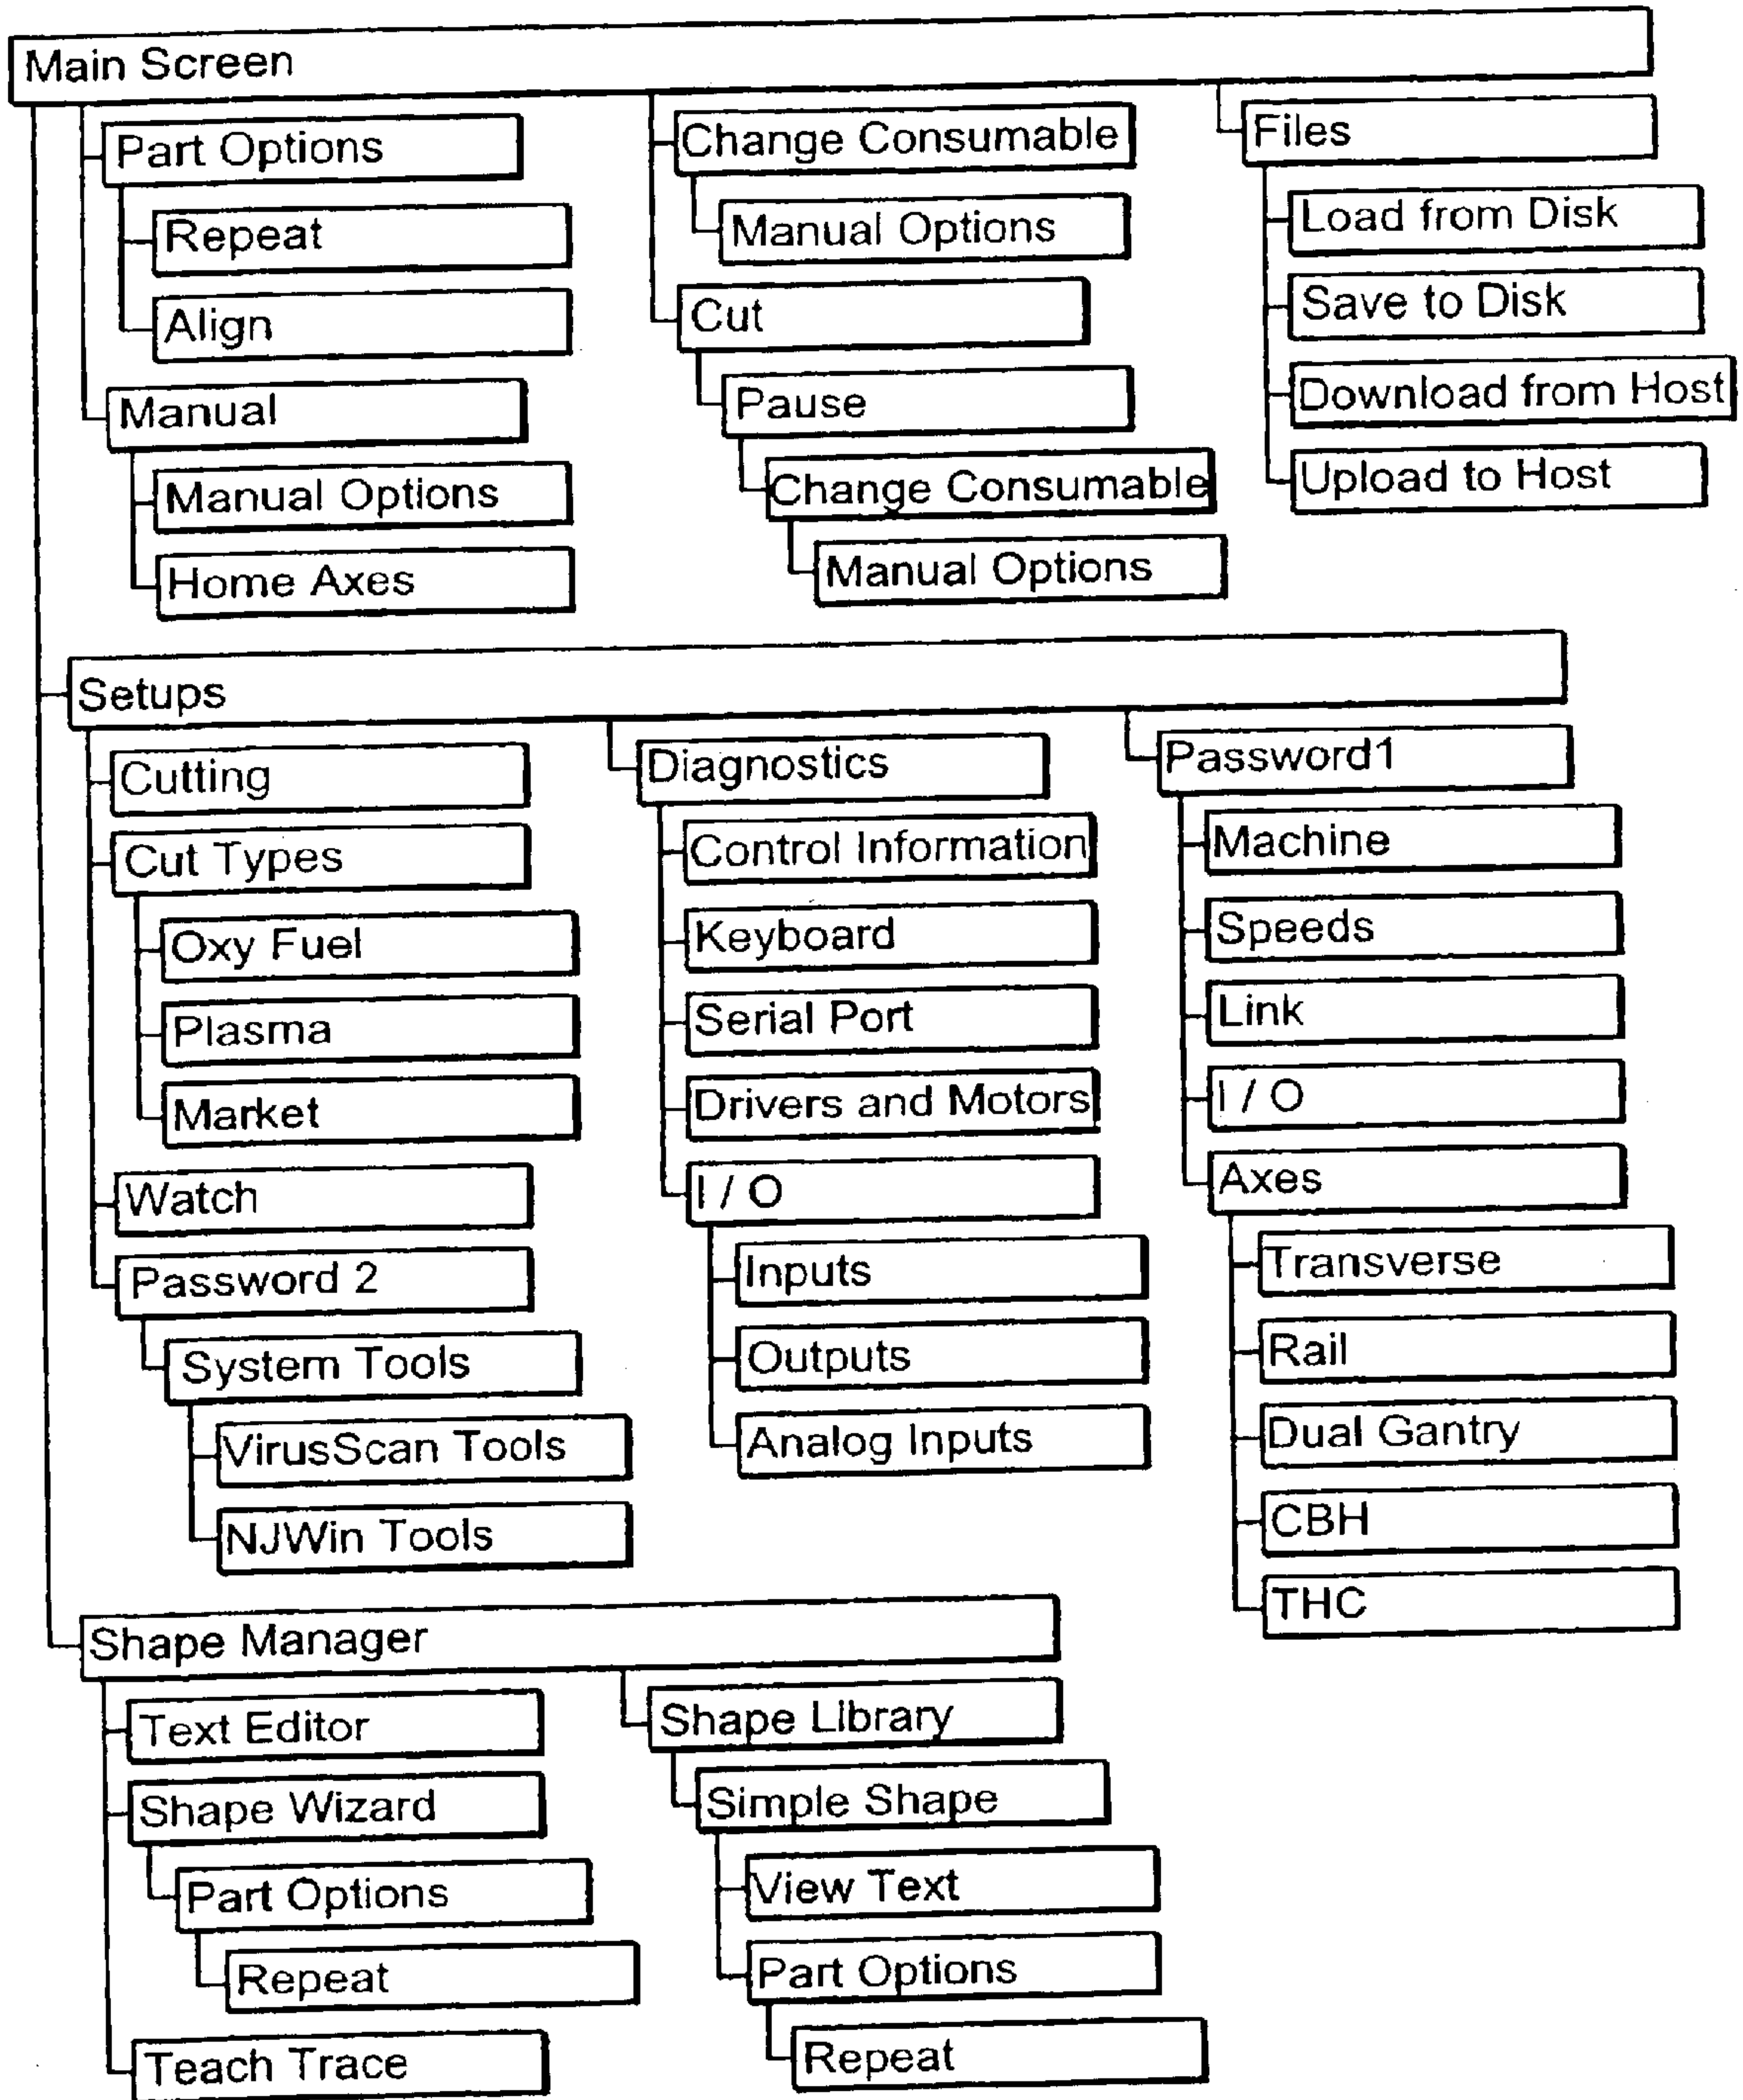 Main Screen
Part Options
Repeat
Align
Manual
Manual Options
Home Axes
Change Consumable
Manual Options
Cut
Pause
Change Consumable
Manual Options
Files
Load from Disk
Save to Disk
Download from Host
Upload to Host
Setups
Cutting
Cut Types
Oxy Fuel
Plasma
Market
Watch
Password 2
System Tools
VirusScan Tools
NJWin Tools
Diagnostics
Control Information
Keyboard
Serial Port
Drivers and Motors
I / O
Inputs
Outputs
Analog Inputs
Password1
Machine
Speeds
Link
I / O
Axes
Transverse
Rail
Dual Gantry
CBH
THC
Shape Manager
Text Editor
Shape Wizard
Part Options
Repeat
Teach Trace
Shape Library
Simple Shape
View Text
Part Options
Repeat